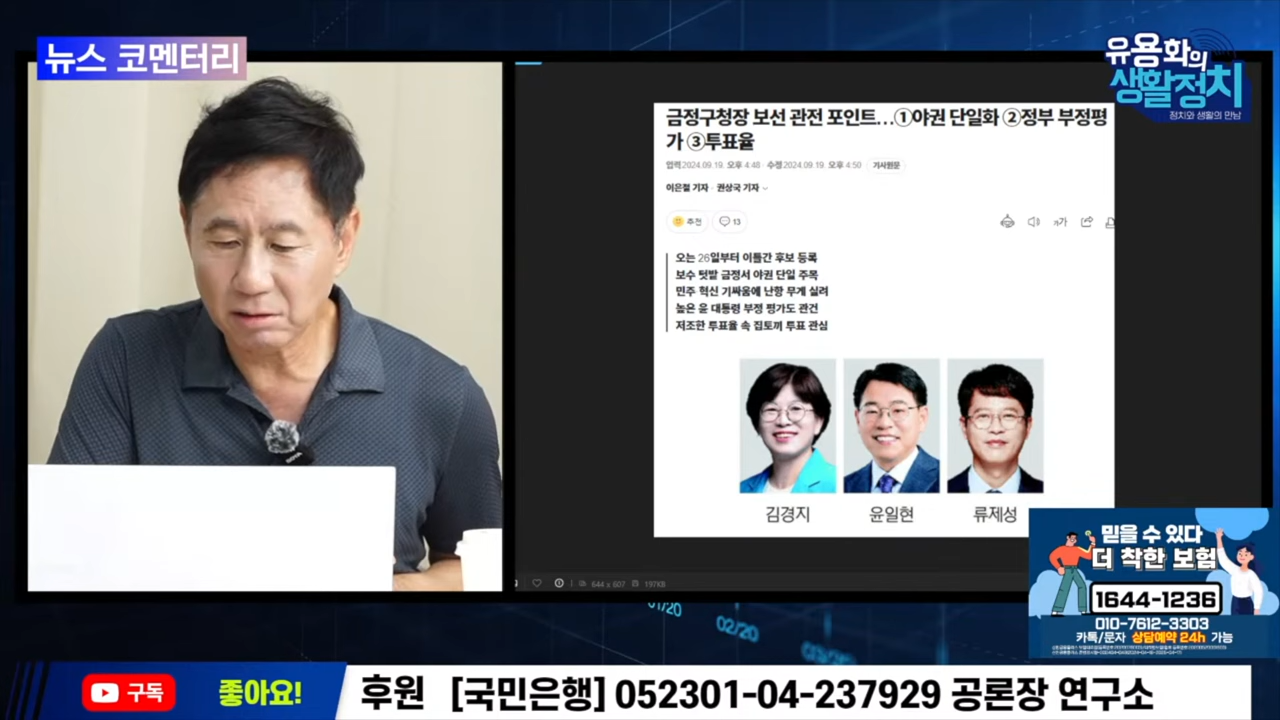 뉴스 코멘터리
유용화의
생활정치
정치와 생활의 만남
금정구청장 보선 관전 포인트…①야권 단일화 ②정부 부정평
가 ③투표율
입력 2024.09.19. 오후 4:48 · 수정 2024.09.19. 오후 4:50 기사원문
이은철 기자 · 권상국 기자
추천 13
가가
오는 26일부터 이틀간 후보 등록
보수 텃밭 금정서 야권 단일 주목
민주 혁신 기싸움에 난항 무게 실려
높은 윤 대통령 부정 평가도 관건
저조한 투표율 속 집토끼 투표 관심
김경지 윤일현 류제성
644 x 607 197KB
01/20
02/20
믿을 수 있다
더 착한 보험
1644-1236
010-7612-3303
카톡/문자 상담예약 24h 가능
구독 좋아요! 후원 [국민은행] 052301-04-237929 공론장 연구소